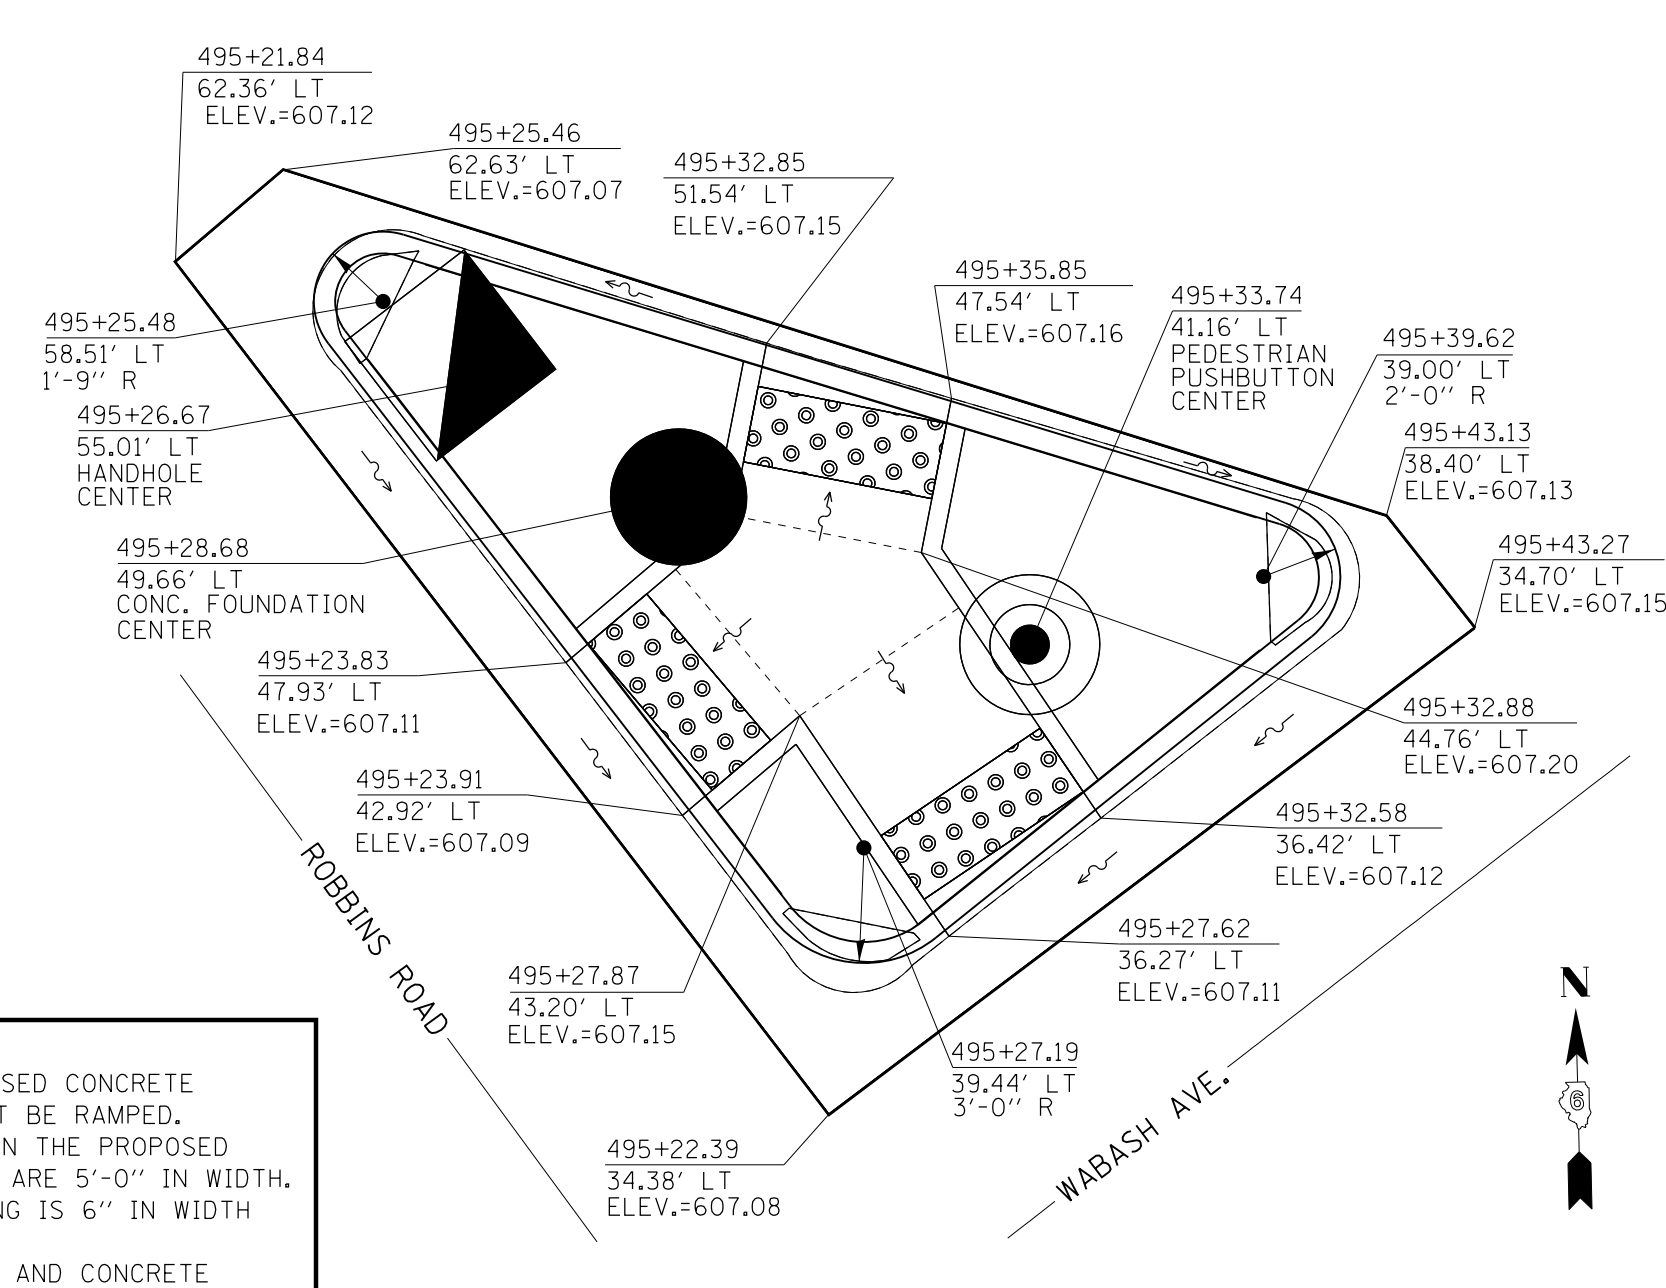 495+21.84
62.36' LT
ELEV.=607.12
495+25.46
62.63' LT
ELEV.=607.07
495+32.85
51.54' LT
ELEV.=607.15
495+35.85
47.54' LT
ELEV.=607.16
495+33.74
41.16' LT
PEDESTRIAN
PUSHBUTTON
CENTER
495+39.62
39.00' LT
2'-0'' R
495+43.13
38.40' LT
ELEV.=607.13
495+43.27
34.70' LT
ELEV.=607.15
495+25.48
58.51' LT
1'-9'' R
495+26.67
55.01' LT
HANDHOLE
CENTER
495+28.68
49.66' LT
CONC. FOUNDATION
CENTER
495+23.83
47.93' LT
ELEV.=607.11
495+23.91
42.92' LT
ELEV.=607.09
495+32.88
44.76' LT
ELEV.=607.20
495+32.58
36.42' LT
ELEV.=607.12
495+27.62
36.27' LT
ELEV.=607.11
495+27.87
43.20' LT
ELEV.=607.15
495+27.19
39.44' LT
3'-0'' R
495+22.39
34.38' LT
ELEV.=607.08
ROBBINS ROAD
WABASH AVE.
N
6
SED CONCRETE
T BE RAMPED.
N THE PROPOSED
ARE 5'-0'' IN WIDTH.
NG IS 6'' IN WIDTH
AND CONCRETE